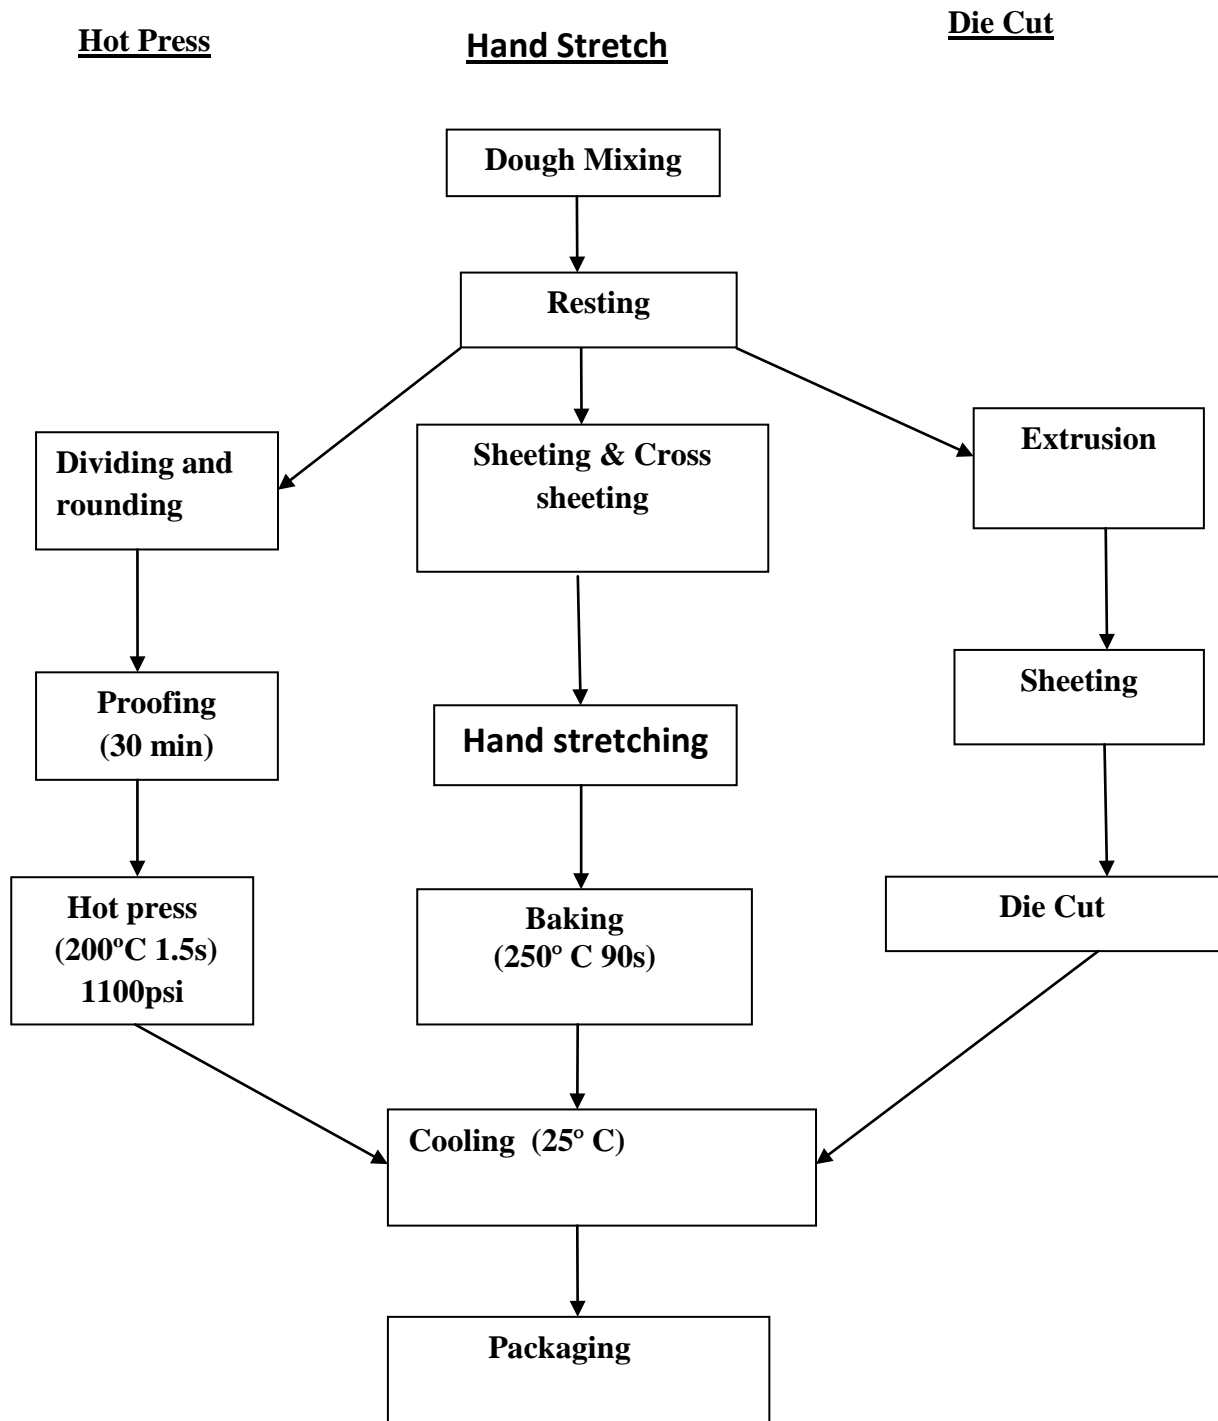 Hot Press
Hand Stretch
Die Cut
Dough Mixing
Resting
Dividing and
rounding
Sheeting & Cross
sheeting
Extrusion
Proofing
(30 min)
Hand stretching
Sheeting
Hot press
(200ºC 1.5s)
1100psi
Baking
(250º C 90s)
Die Cut
Cooling  (25º C)
Packaging